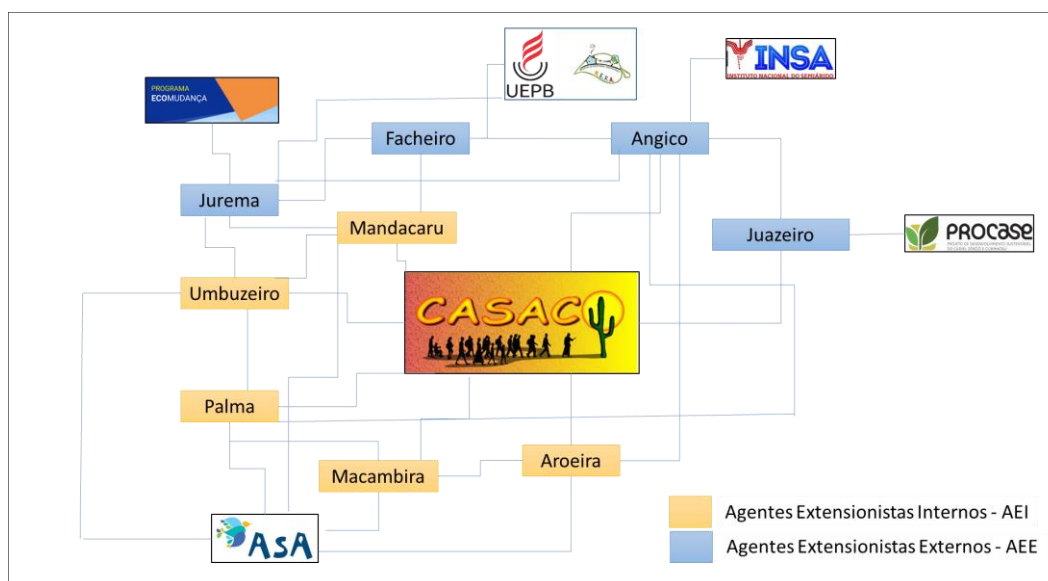 UEPB
INSA
INSTITUTO NACIONAL DO SEMIÁRIDO
PROGRAMA
ECOMUDANÇA
Facheiro
Angico
Jurema
Mandacaru
Juazeiro
PROCASE
Umbuzeiro
CASACO
Palma
Macambira
Aroeira
ASA
Agentes Extensionistas Internos - AEI
Agentes Extensionistas Externos - AEE